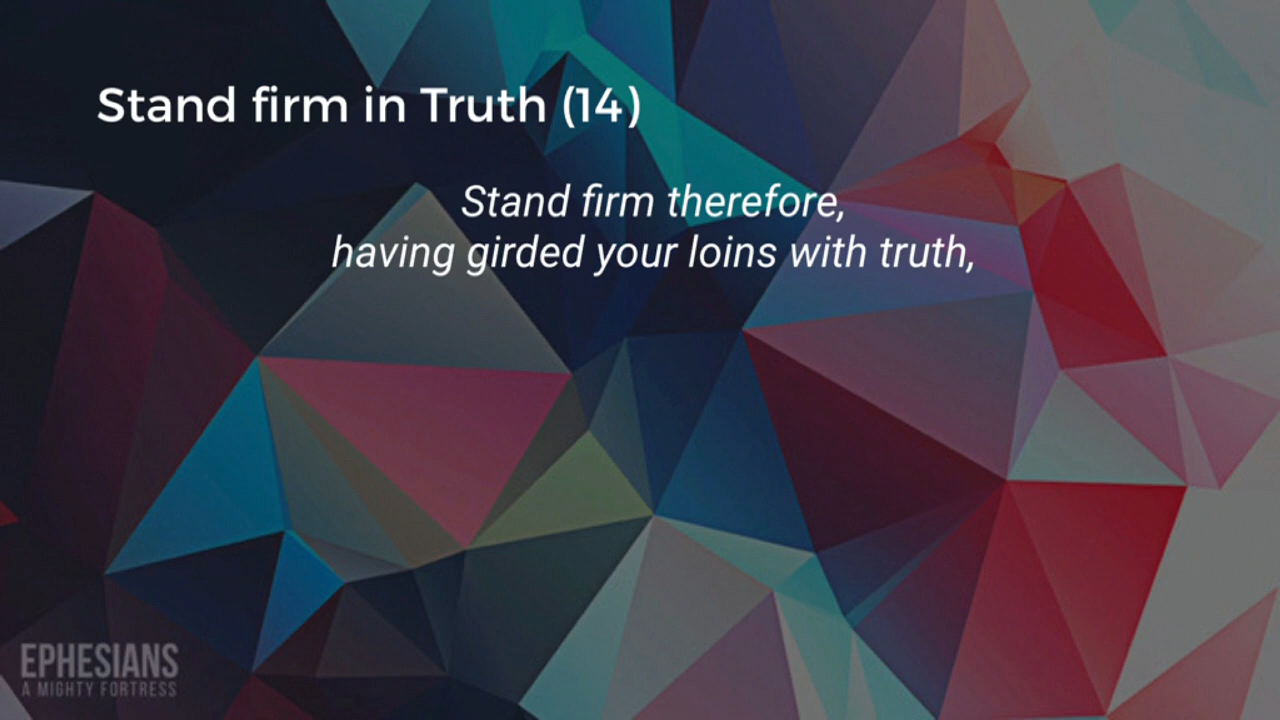 Stand firm in Truth (14)
Stand firm therefore,
having girded your loins with truth,
EPHESIANS
A MIGHTY FORTRESS